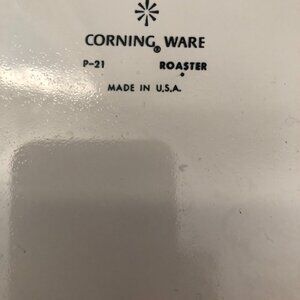 CORNING® WARE
P-21 ROASTER
MADE IN U.S.A.